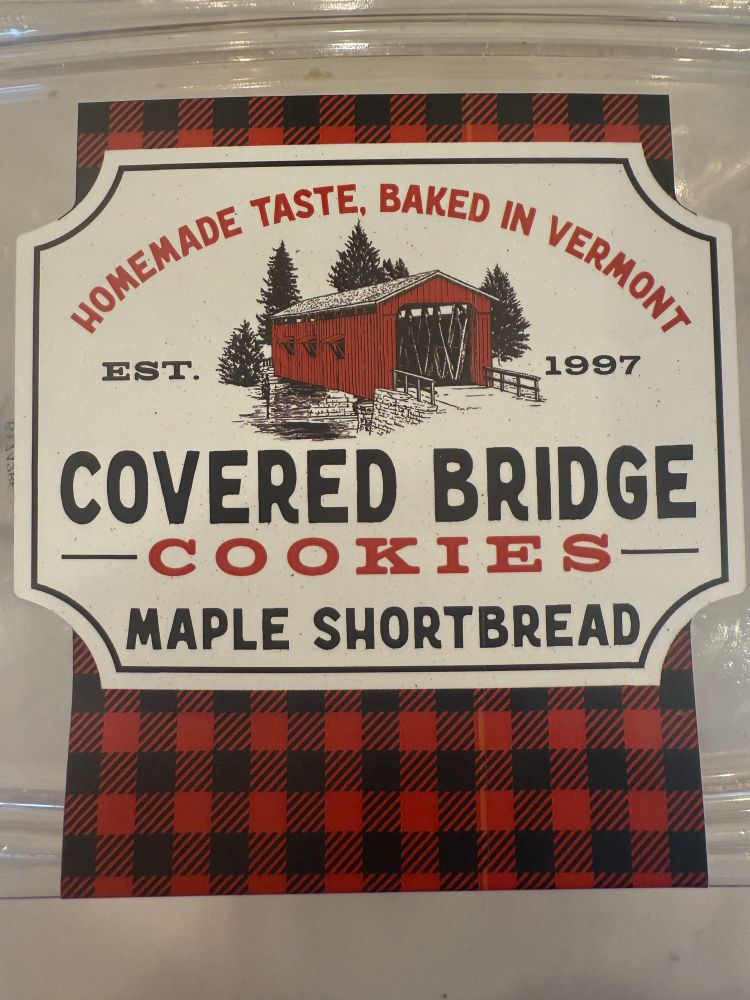 HOMEMADE TASTE, BAKED IN VERMONT
EST. 1997
COVERED BRIDGE
COOKIES
MAPLE SHORTBREAD